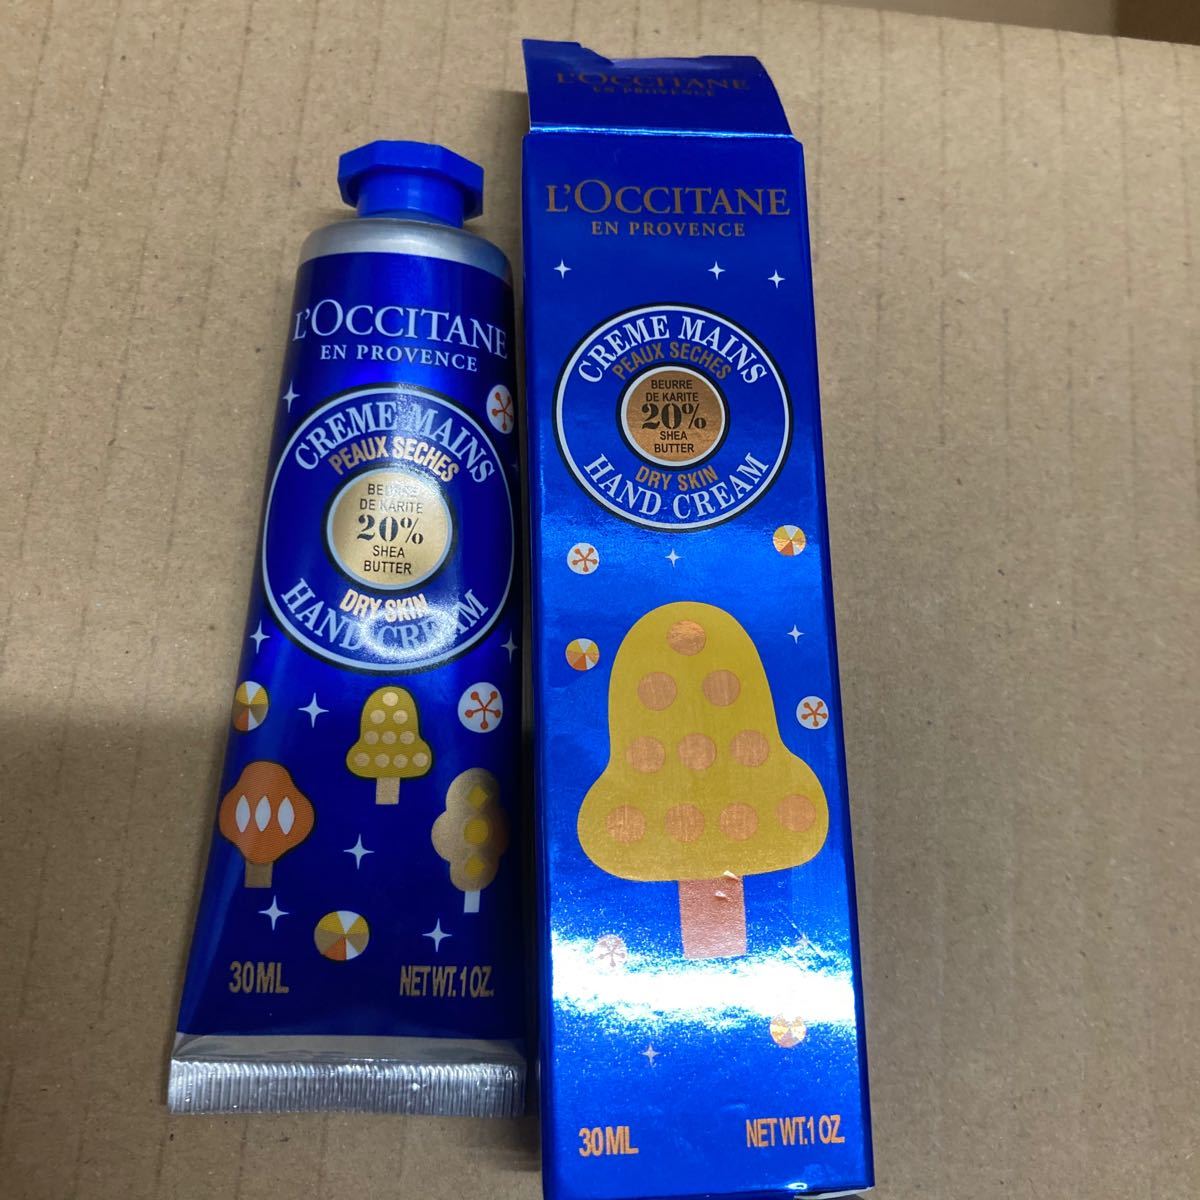 L'OCCITANE
EN PROVENCE
CREME MAINS
PEAUX SECHES
BEURRE
DE KARITE
20%
SHEA
BUTTER
DRY SKIN
HAND CREAM
30ML
NET WT.1 OZ.
L'OCCITANE
EN PROVENCE
L'OCCITANE
EN PROVENCE
CREME MAINS
PEAUX SECHES
BEURRE
DE KARITE
20%
SHEA
BUTTER
DRY SKIN
HAND CREAM
30ML
NET WT.1 OZ.